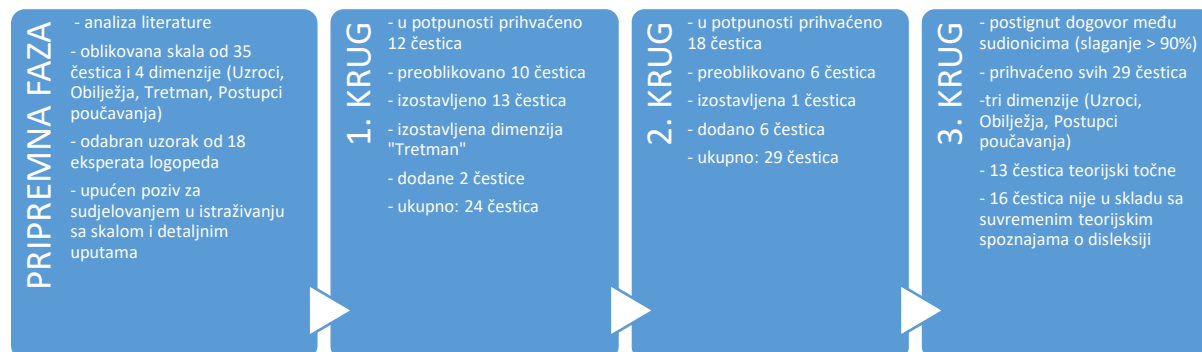 PRIPREMNA FAZA
- analiza literature
- oblikovana skala od 35
čestica i 4 dimenzije (Uzroci,
Obilježja, Tretman, Postupci
poučavanja)
- odabran uzorak od 18
eksperata logopeda
- upućen poziv za
sudjelovanjem u istraživanju
sa skalom i detaljnim
uputama
1. KRUG
- u potpunosti prihvaćeno
12 čestica
- preoblikovano 10 čestica
- izostavljeno 13 čestica
- izostavljena dimenzija
"Tretman"
- dodane 2 čestice
- ukupno: 24 čestica
2. KRUG
- u potpunosti prihvaćeno
18 čestica
- preoblikovano 6 čestica
- izostavljena 1 čestica
- dodano 6 čestica
- ukupno: 29 čestica
3. KRUG
- postignut dogovor među
sudionicima (slaganje > 90%)
- prihvaćeno svih 29 čestica
-tri dimenzije (Uzroci,
Obilježja, Postupci
poučavanja)
- 13 čestica teorijski točne
- 16 čestica nije u skladu sa
suvremenim teorijskim
spoznajama o disleksiji